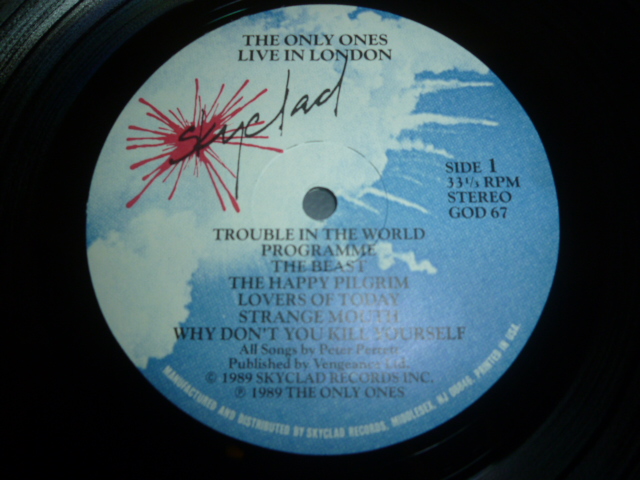 THE ONLY ONES
LIVE IN LONDON
skyclad
SIDE 1
33 1/3 RPM
STEREO
GOD 67
TROUBLE IN THE WORLD
PROGRAMME
THE BEAST
THE HAPPY PILGRIM
LOVERS OF TODAY
STRANGE MOUTH
WHY DON'T YOU KILL YOURSELF
All Songs by Peter Perrett
Published by Vengeance Ltd.
© 1989 SKYCLAD RECORDS INC.
℗ 1989 THE ONLY ONES
MANUFACTURED AND DISTRIBUTED BY SKYCLAD RECORDS, MIDDLESEX, NJ 08846. PRINTED IN USA.